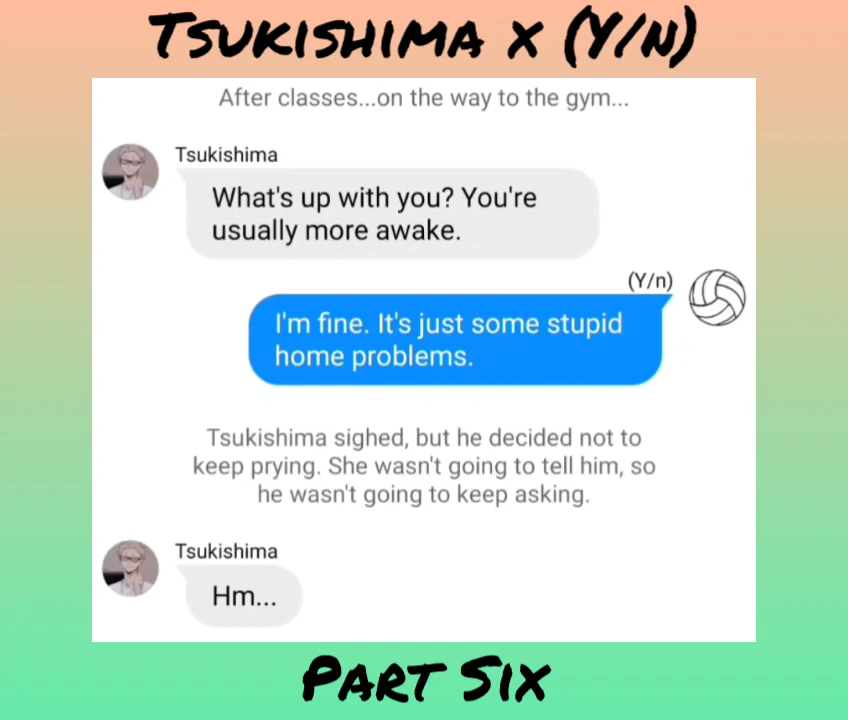 Tsukishima x (Y/n)
After classes...on the way to the gym...
Tsukishima
What's up with you? You're
usually more awake.
(Y/n)
I'm fine. It's just some stupid
home problems.
Tsukishima sighed, but he decided not to
keep prying. She wasn't going to tell him, so
he wasn't going to keep asking.
Tsukishima
Hm...
Part Six